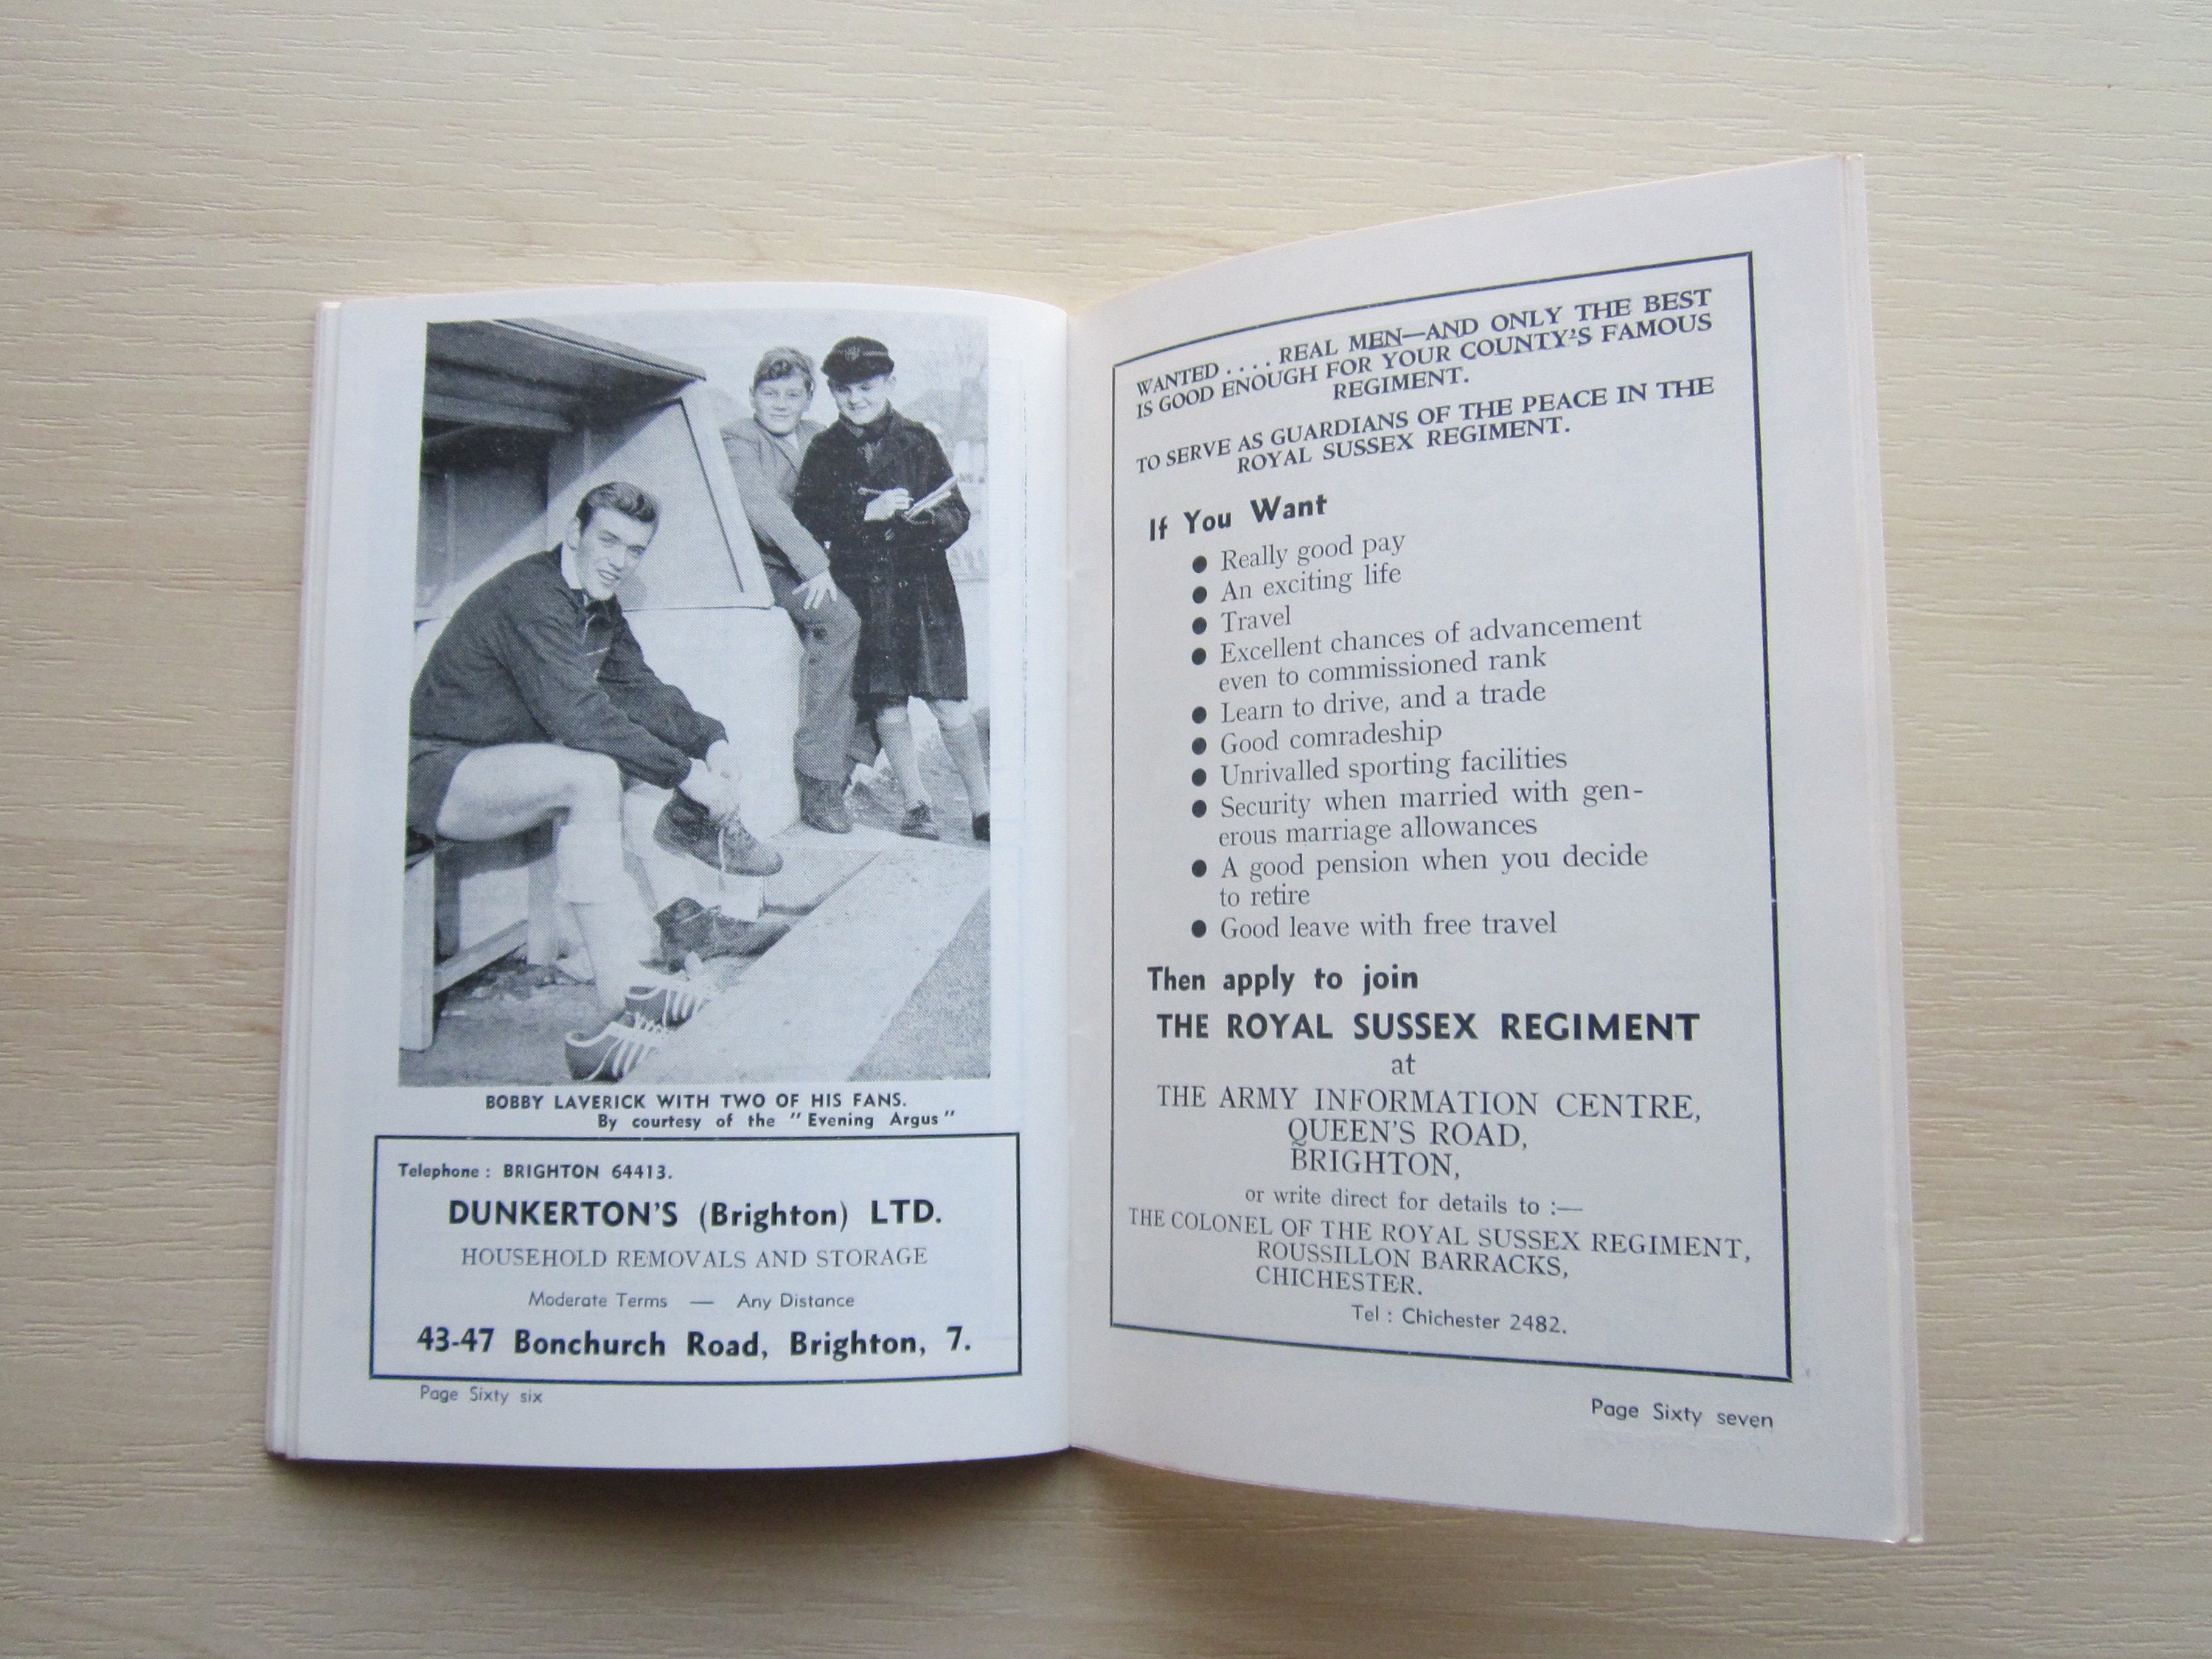 BOBBY LAVERICK WITH TWO OF HIS FANS.
By courtesy of the "Evening Argus"
Telephone : BRIGHTON 64413.
DUNKERTON'S (Brighton) LTD.
HOUSEHOLD REMOVALS AND STORAGE
Moderate Terms — Any Distance
43-47 Bonchurch Road, Brighton, 7.
Page Sixty six
WANTED . . . . REAL MEN—AND ONLY THE BEST
IS GOOD ENOUGH FOR YOUR COUNTY'S FAMOUS
REGIMENT.
TO SERVE AS GUARDIANS OF THE PEACE IN THE
ROYAL SUSSEX REGIMENT.
If You Want
● Really good pay
● An exciting life
● Travel
● Excellent chances of advancement
even to commissioned rank
● Learn to drive, and a trade
● Good comradeship
● Unrivalled sporting facilities
● Security when married with gen-
erous marriage allowances
● A good pension when you decide
to retire
● Good leave with free travel
Then apply to join
THE ROYAL SUSSEX REGIMENT
at
THE ARMY INFORMATION CENTRE,
QUEEN'S ROAD,
BRIGHTON,
or write direct for details to :—
THE COLONEL OF THE ROYAL SUSSEX REGIMENT,
ROUSSILLON BARRACKS,
CHICHESTER.
Tel : Chichester 2482.
Page Sixty seven